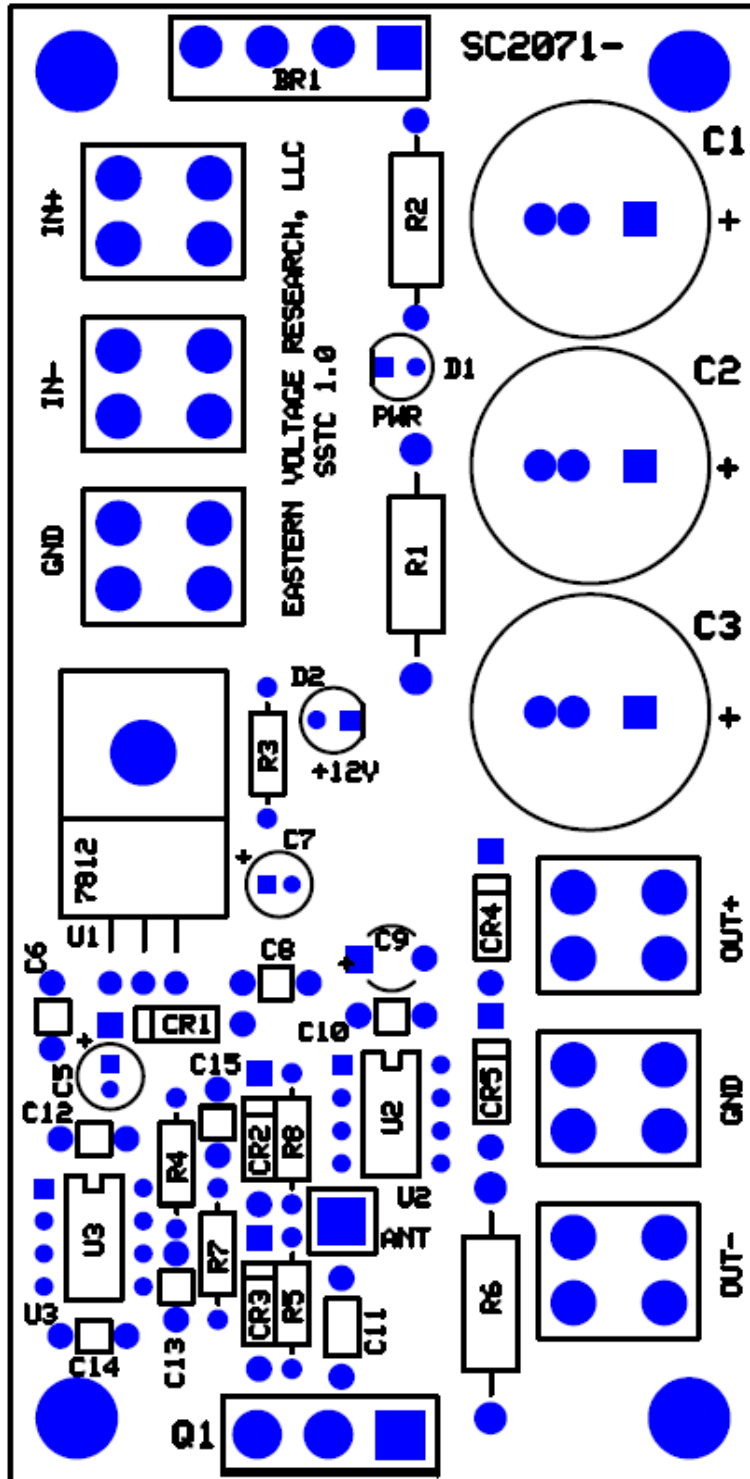 SC2071-
BR1
C1
+
IN+
R2
EASTERN VOLTAGE RESEARCH, LLC
SSTC 1.0
IN-
D1
PWR
C2
+
GND
R1
C3
+
D2
R3
+12V
7812
U1
+
C7
CR4
OUT+
C6
C8
+
C9
CR1
C10
+
C5
C15
CR5
GND
C12
R4
CR2
R8
U2
U2
ANT
U3
U3
R7
CR3
R5
C11
R6
OUT-
C14
C13
Q1